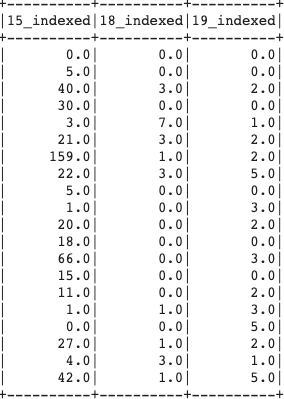 +----------+----------+----------+
|15_indexed|18_indexed|19_indexed|
+----------+----------+----------+
|       0.0|       0.0|       0.0|
|       5.0|       0.0|       0.0|
|      40.0|       3.0|       2.0|
|      30.0|       0.0|       0.0|
|       3.0|       7.0|       1.0|
|      21.0|       3.0|       2.0|
|     159.0|       1.0|       2.0|
|      22.0|       3.0|       5.0|
|       5.0|       0.0|       0.0|
|       1.0|       0.0|       3.0|
|      20.0|       0.0|       2.0|
|      18.0|       0.0|       0.0|
|      66.0|       0.0|       3.0|
|      15.0|       0.0|       0.0|
|      11.0|       0.0|       2.0|
|       1.0|       1.0|       3.0|
|       0.0|       0.0|       5.0|
|      27.0|       1.0|       2.0|
|       4.0|       3.0|       1.0|
|      42.0|       1.0|       5.0|
+----------+----------+----------+